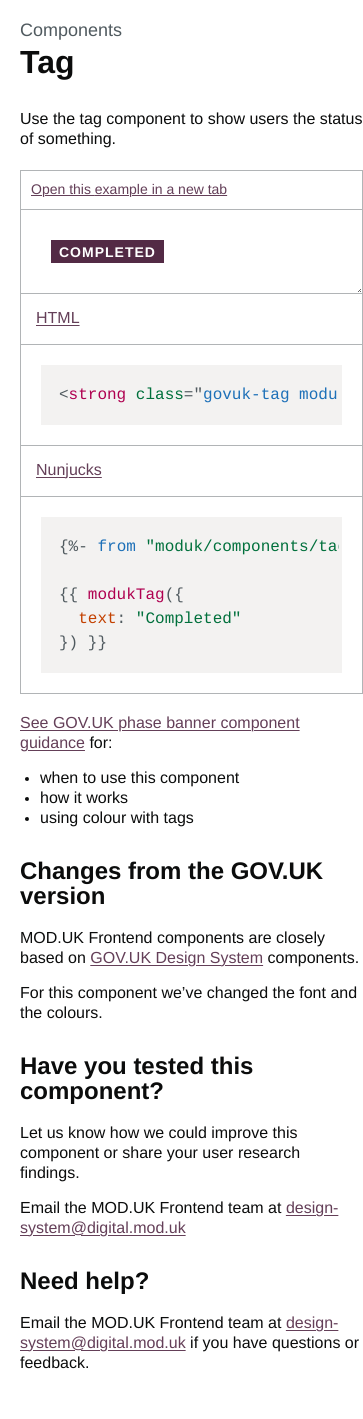 Components
Tag
Use the tag component to show users the status
of something.
Open this example in a new tab
COMPLETED
HTML
<strong class="govuk-tag modu
Nunjucks
{%- from "moduk/components/ta
{{ modukTag({
text: "Completed"
}) }}
See GOV.UK phase banner component
guidance for:
• when to use this component
• how it works
• using colour with tags
Changes from the GOV.UK
version
MOD.UK Frontend components are closely
based on GOV.UK Design System components.
For this component we’ve changed the font and
the colours.
Have you tested this
component?
Let us know how we could improve this
component or share your user research
findings.
Email the MOD.UK Frontend team at design-
system@digital.mod.uk
Need help?
Email the MOD.UK Frontend team at design-
system@digital.mod.uk if you have questions or
feedback.